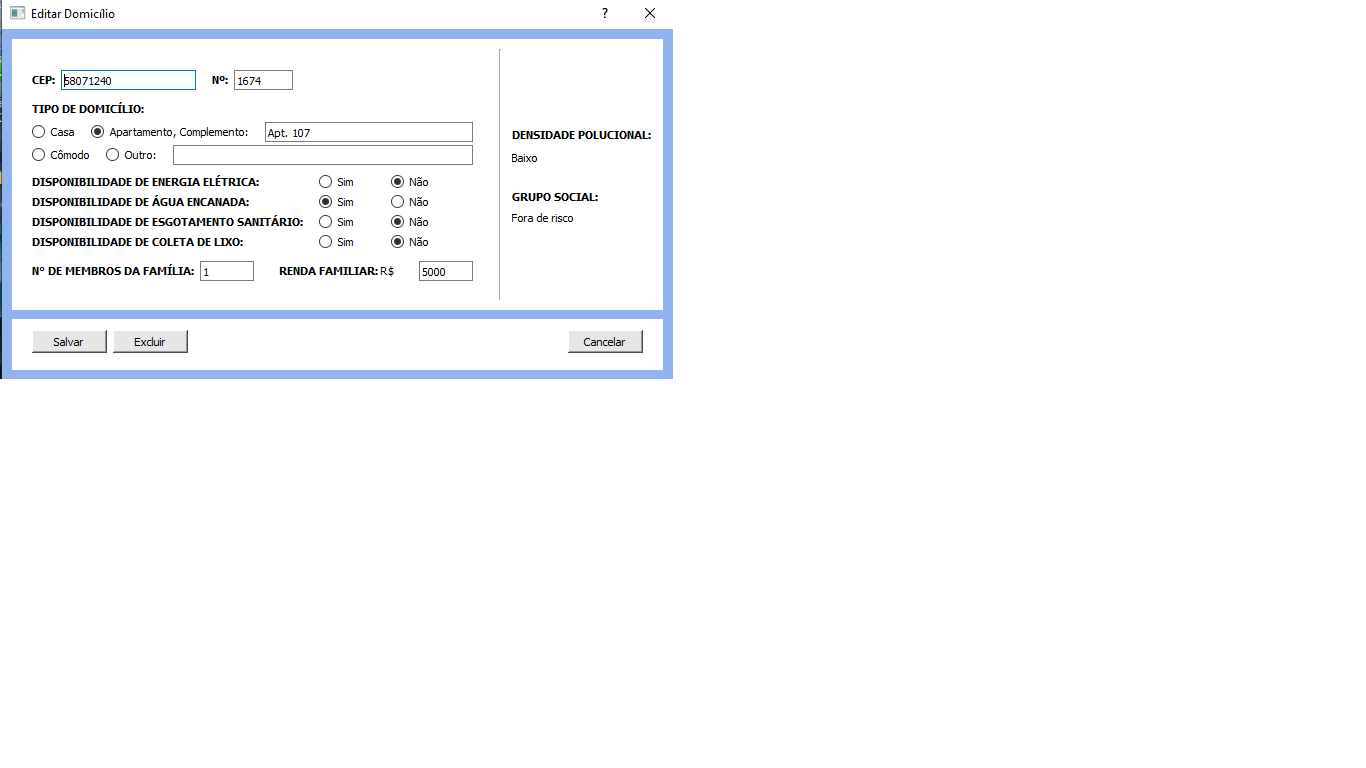 Editar Domicílio ?
CEP: 58071240 Nº: 1674
TIPO DE DOMICÍLIO:
Casa Apartamento, Complemento: Apt. 107
Cômodo Outro:
DISPONIBILIDADE DE ENERGIA ELÉTRICA: Sim Não
DISPONIBILIDADE DE ÁGUA ENCANADA: Sim Não
DISPONIBILIDADE DE ESGOTAMENTO SANITÁRIO: Sim Não
DISPONIBILIDADE DE COLETA DE LIXO: Sim Não
Nº DE MEMBROS DA FAMÍLIA: 1 RENDA FAMILIAR: R$ 5000
DENSIDADE POLUCIONAL:
Baixo
GRUPO SOCIAL:
Fora de risco
Salvar Excluir Cancelar